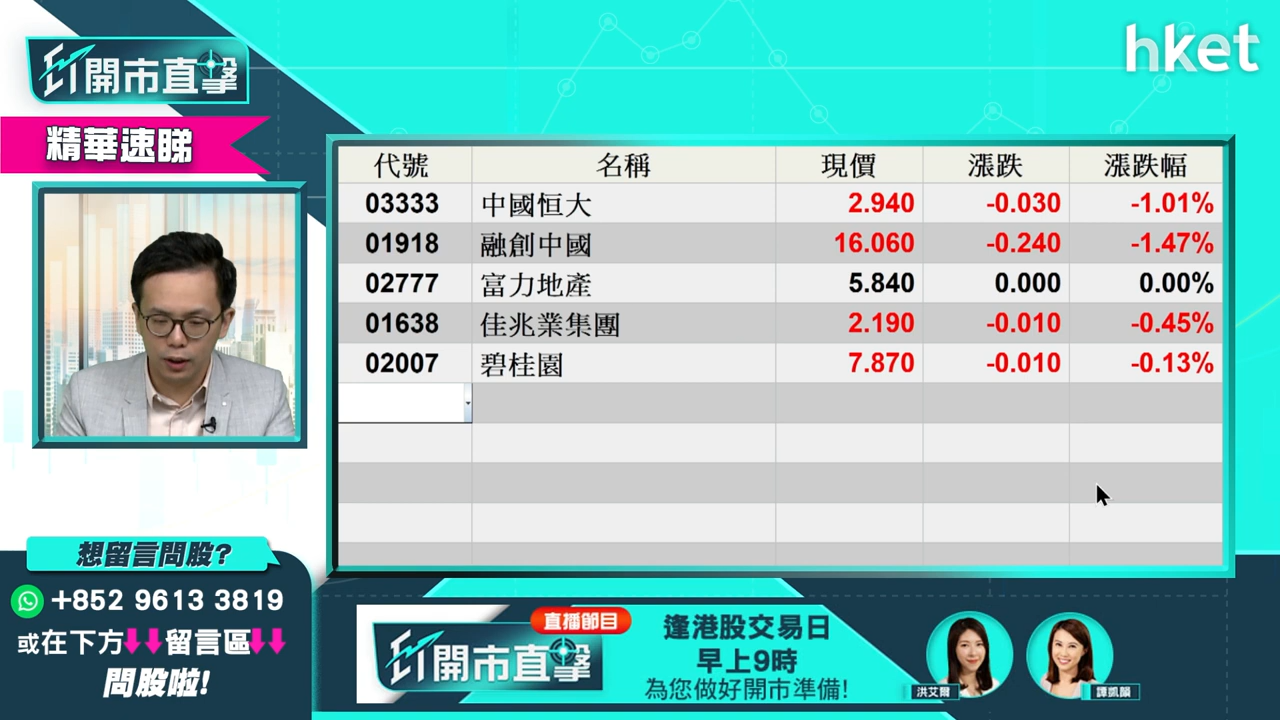 hket
ET開市直擊
精華速睇
代號 名稱 現價 漲跌 漲跌幅
03333 中國恒大 2.940 -0.030 -1.01%
01918 融創中國 16.060 -0.240 -1.47%
02777 富力地產 5.840 0.000 0.00%
01638 佳兆業集團 2.190 -0.010 -0.45%
02007 碧桂園 7.870 -0.010 -0.13%
想留言問股?
+852 9613 3819
或在下方留言區
問股啦!
直播節目
ET開市直擊
逢港股交易日
早上9時
為您做好開市準備!
洪艾爾
譚凱韻